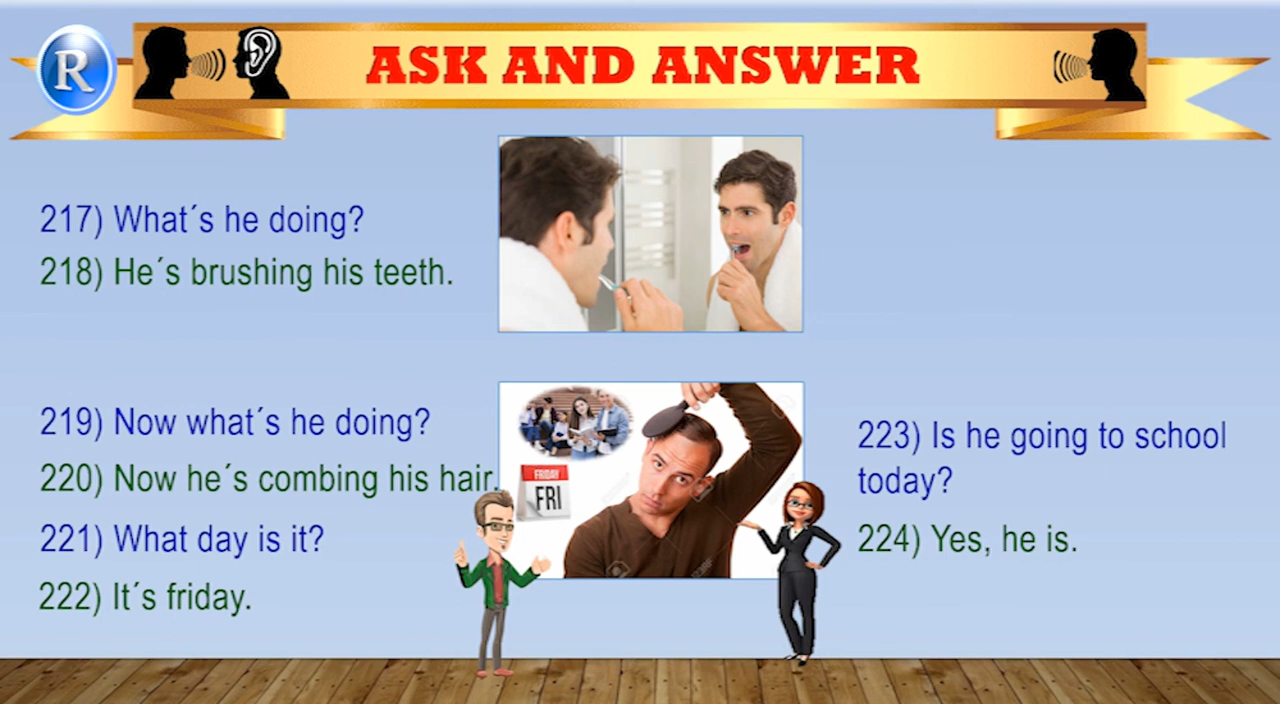 R
ASK AND ANSWER
217) What´s he doing?
218) He´s brushing his teeth.
219) Now what´s he doing?
220) Now he´s combing his hair.
221) What day is it?
222) It´s friday.
FRIDAY
FRI
223) Is he going to school
today?
224) Yes, he is.